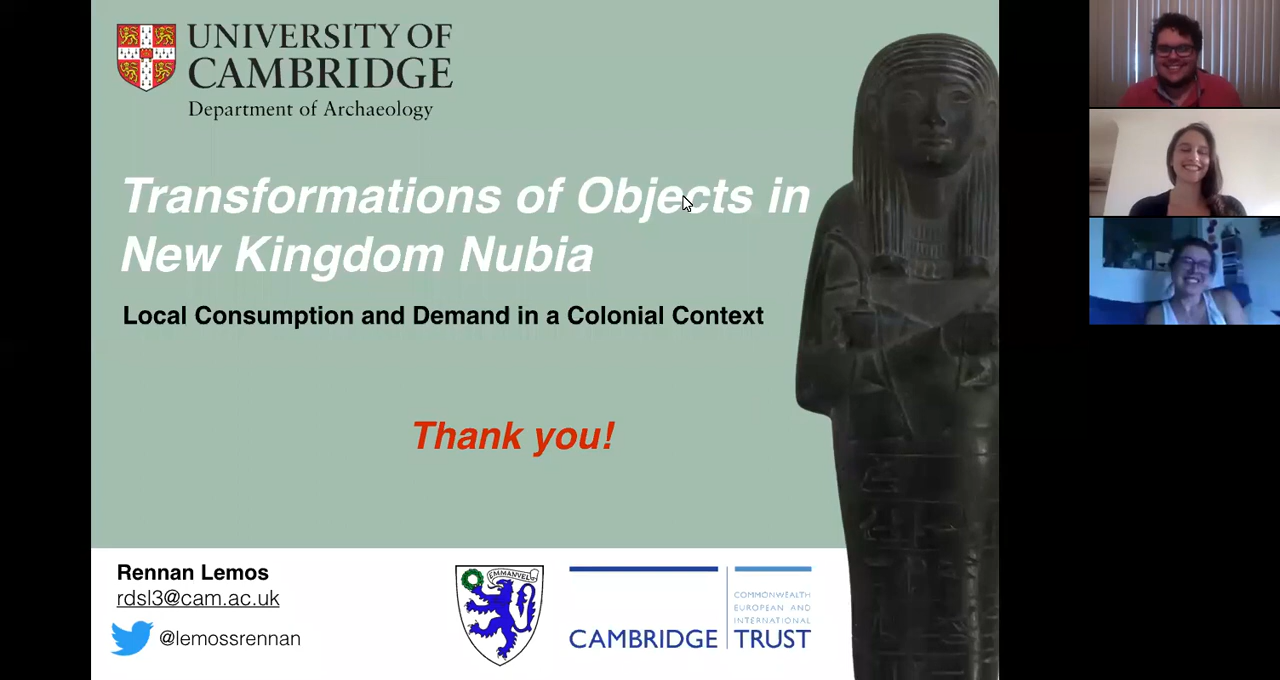 UNIVERSITY OF
CAMBRIDGE
Department of Archaeology
Transformations of Objects in
New Kingdom Nubia
Local Consumption and Demand in a Colonial Context
Thank you!
Rennan Lemos
rdsl3@cam.ac.uk
@lemossrennan
EMMANVEL
CAMBRIDGE
COMMONWEALTH
EUROPEAN AND
INTERNATIONAL
TRUST